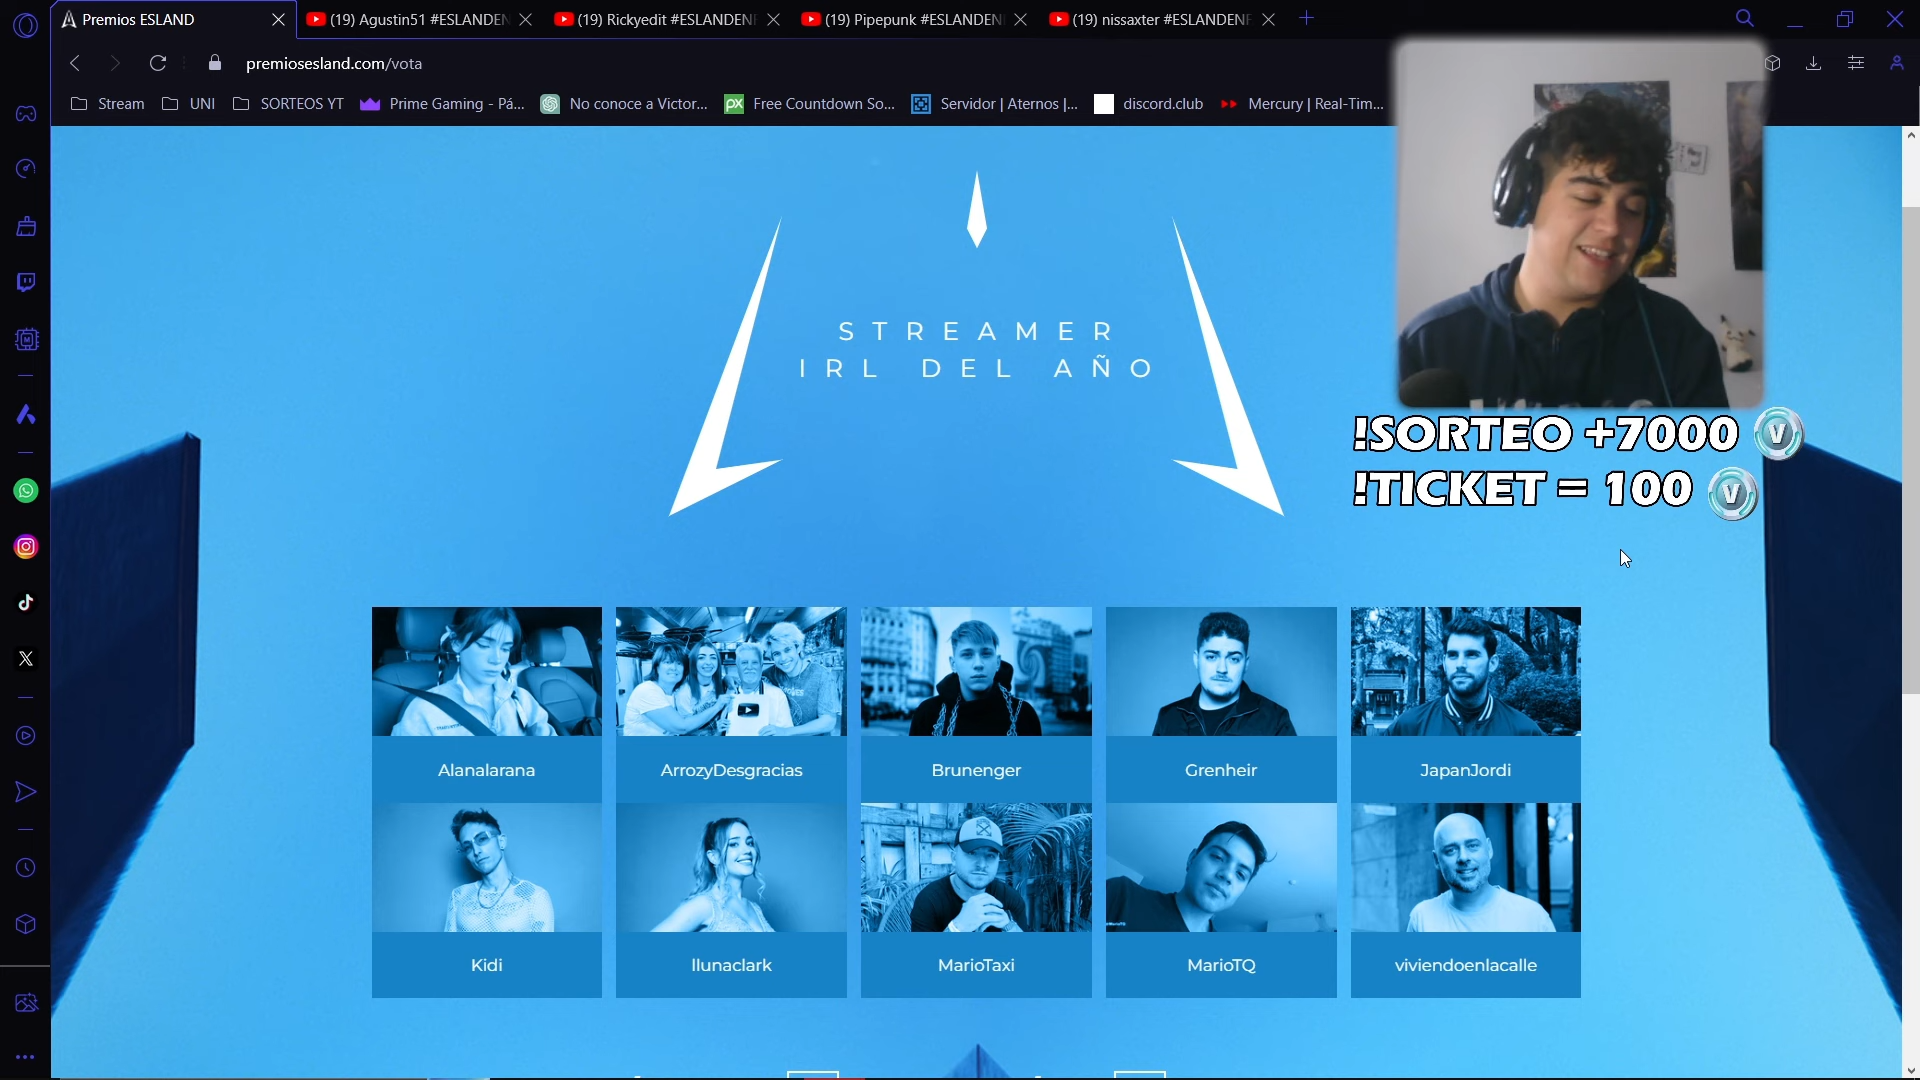 Premios ESLAND
(19) Agustin51 #ESLANDEN
(19) Rickyedit #ESLANDENE
(19) Pipepunk #ESLANDEN
(19) nissaxter #ESLANDENE
premiosesland.com/vota
Stream
UNI
SORTEOS YT
Prime Gaming - Pá...
No conoce a Victor...
Free Countdown So...
Servidor | Aternos |...
discord.club
Mercury | Real-Tim...
STREAMER
IRL DEL AÑO
!SORTEO +7000 V
!TICKET = 100 V
Alanalarana
ArrozyDesgracias
Brunenger
Grenheir
JapanJordi
Kidi
llunaclark
MarioTaxi
MarioTQ
viviendoenlacalle